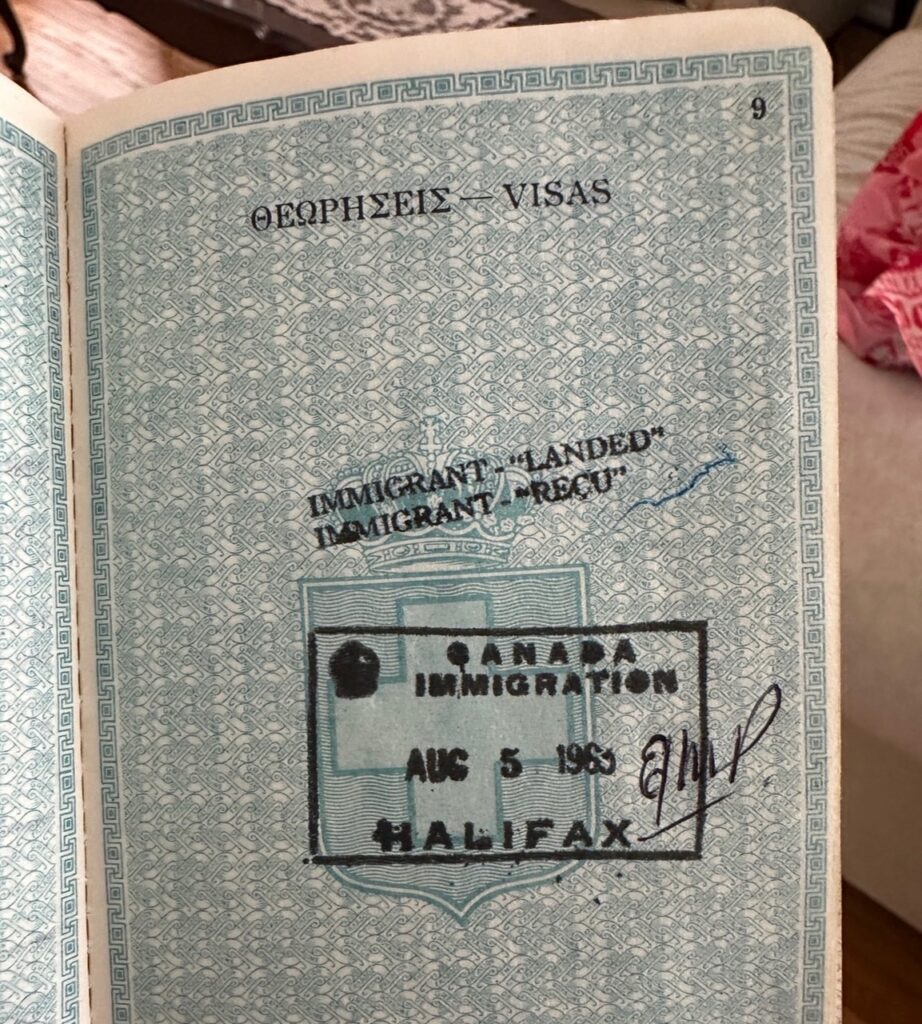 9
ΘΕΩΡΗΣΕΙΣ — VISAS
IMMIGRANT - "LANDED"
IMMIGRANT - "REÇU"
CANADA
IMMIGRATION
AUG 5
HALIFAX